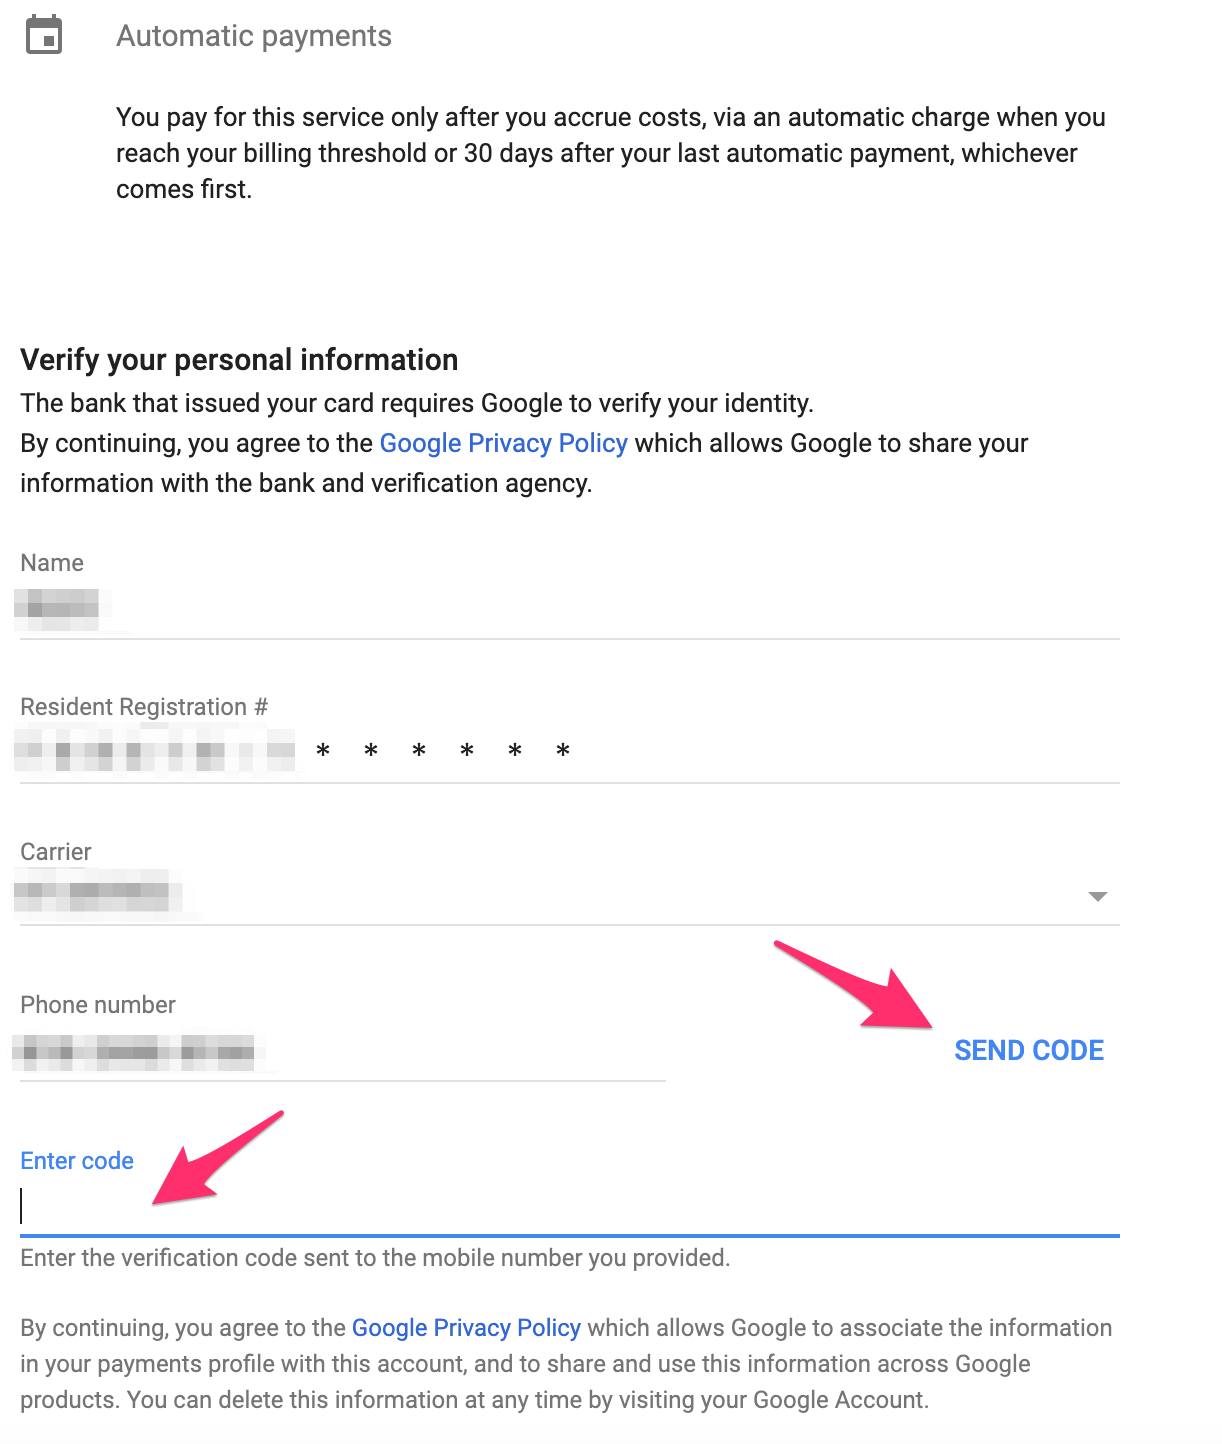 Automatic payments
You pay for this service only after you accrue costs, via an automatic charge when you
reach your billing threshold or 30 days after your last automatic payment, whichever
comes first.
Verify your personal information
The bank that issued your card requires Google to verify your identity.
By continuing, you agree to the Google Privacy Policy which allows Google to share your
information with the bank and verification agency.
Name
Resident Registration #
* * * * * *
Carrier
Phone number
SEND CODE
Enter code
Enter the verification code sent to the mobile number you provided.
By continuing, you agree to the Google Privacy Policy which allows Google to associate the information
in your payments profile with this account, and to share and use this information across Google
products. You can delete this information at any time by visiting your Google Account.